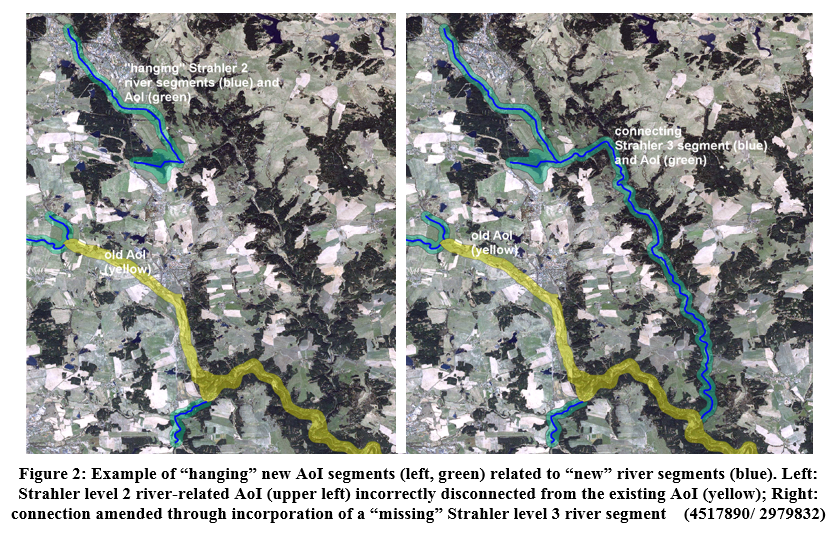 "hanging" Strahler 2
river segments (blue) and
AoI (green)
old AoI
(yellow)
connecting
Strahler 3 segment (blue)
and AoI (green)
old AoI
(yellow)
Figure 2: Example of “hanging” new AoI segments (left, green) related to “new” river segments (blue). Left:
Strahler level 2 river-related AoI (upper left) incorrectly disconnected from the existing AoI (yellow); Right:
connection amended through incorporation of a “missing” Strahler level 3 river segment (4517890/ 2979832)